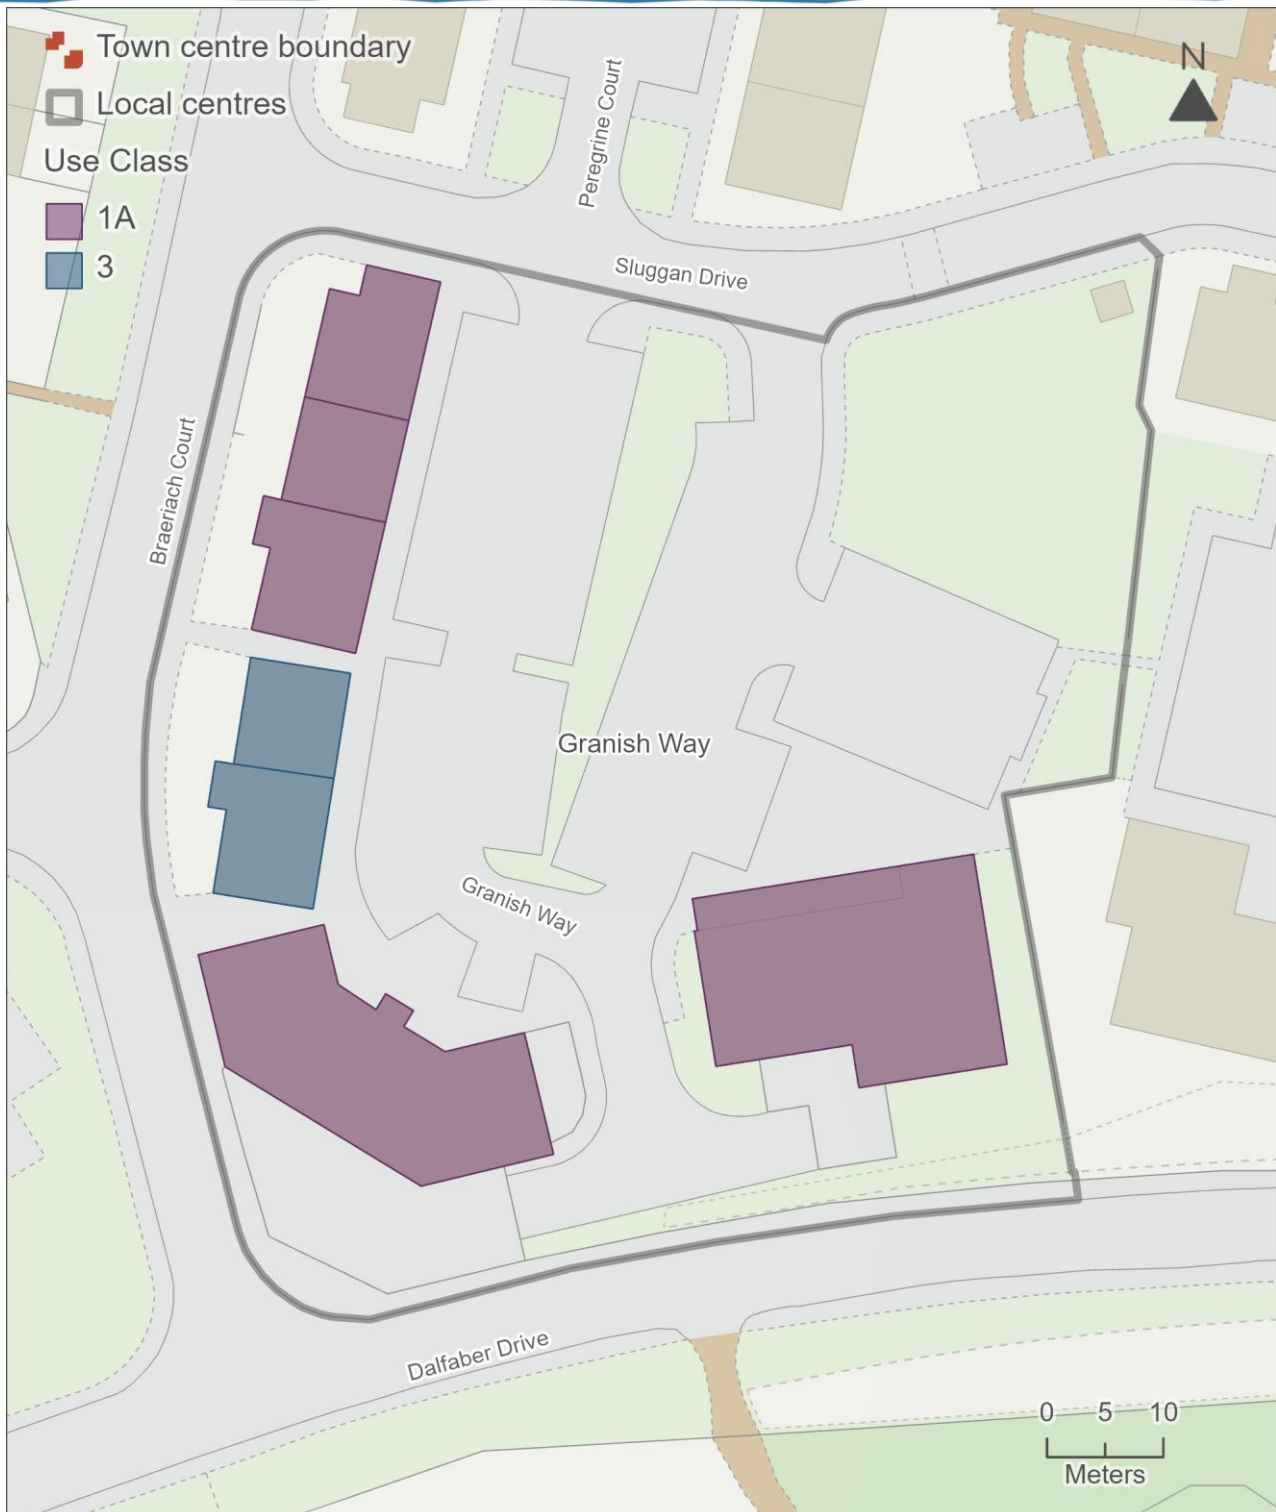 Town centre boundary
Local centres
Use Class
1A
3
N
Peregrine Court
Sluggan Drive
Braeriach Court
Granish Way
Granish Way
Dalfaber Drive
0 5 10
Meters